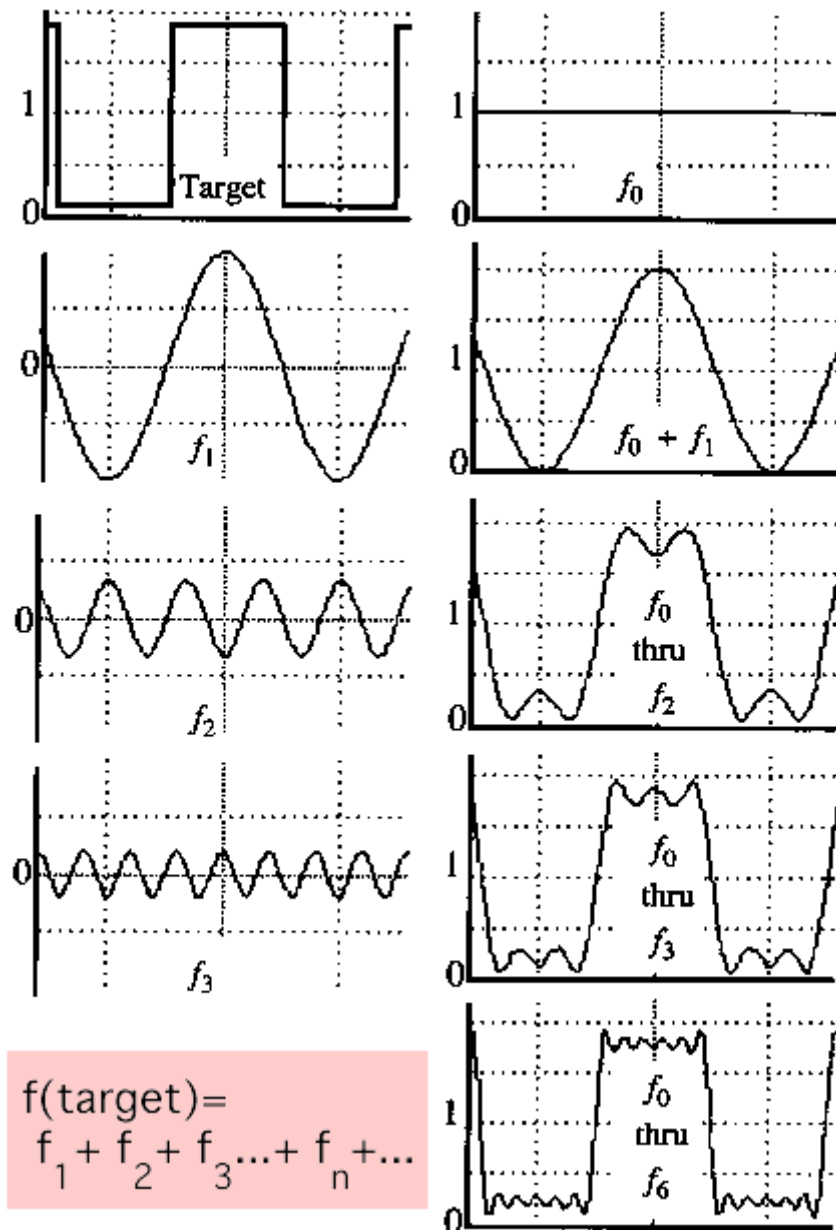 1
Target
0
1
f0
0
0
f1
1
f0 + f1
0
0
f2
1
f0
thru
f2
0
0
f3
1
f0
thru
f3
0
f(target)=
f1+ f2+ f3...+ fn+...
1
f0
thru
f6
0